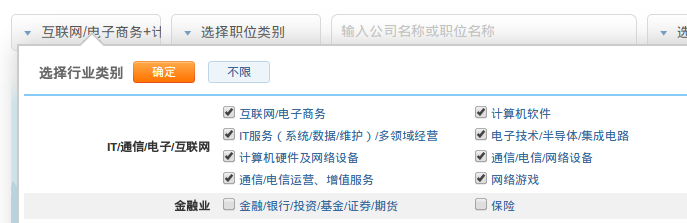 互联网/电子商务+计 选择职位类别 输入公司名称或职位名称 选
选择行业类别 确定 不限
互联网/电子商务 计算机软件
IT服务（系统/数据/维护）/多领域经营 电子技术/半导体/集成电路
IT/通信/电子/互联网
计算机硬件及网络设备 通信/电信/网络设备
通信/电信运营、增值服务 网络游戏
金融业 金融/银行/投资/基金/证劵/期货 保险